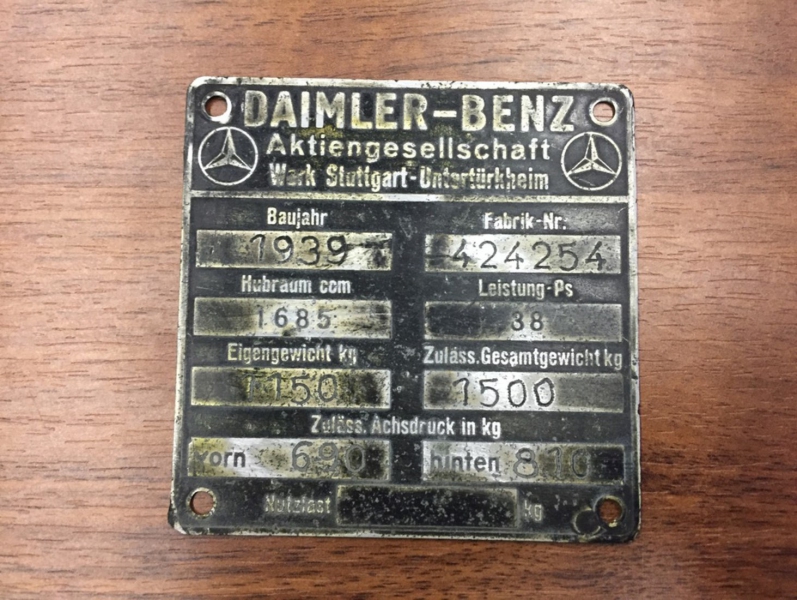 DAIMLER-BENZ
Aktiengesellschaft
Werk Stuttgart-Untertürkheim
Baujahr Fabrik-Nr.
1939 424254
Hubraum ccm Leistung-Ps
1685 38
Eigengewicht kg Zuläss. Gesamtgewicht kg
1150 1500
Zuläss. Achsdruck in kg
vorn 690 hinten 810
Nutzlast kg